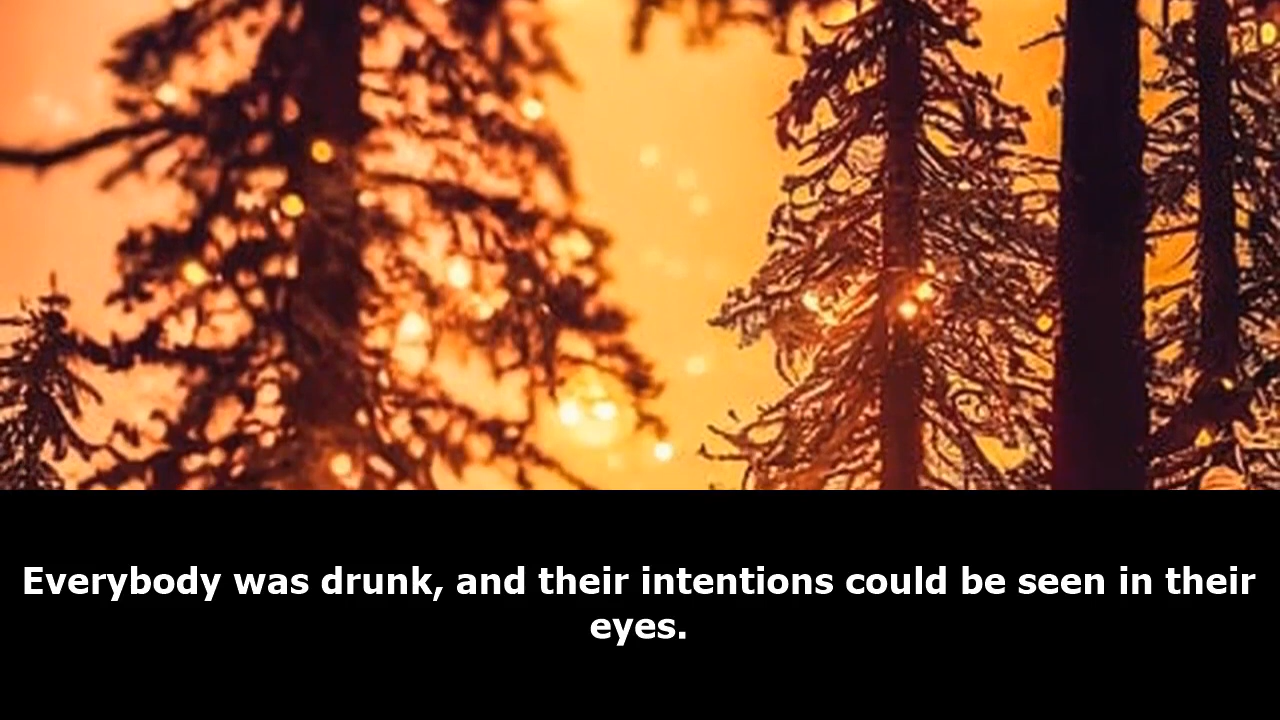 Everybody was drunk, and their intentions could be seen in their
eyes.